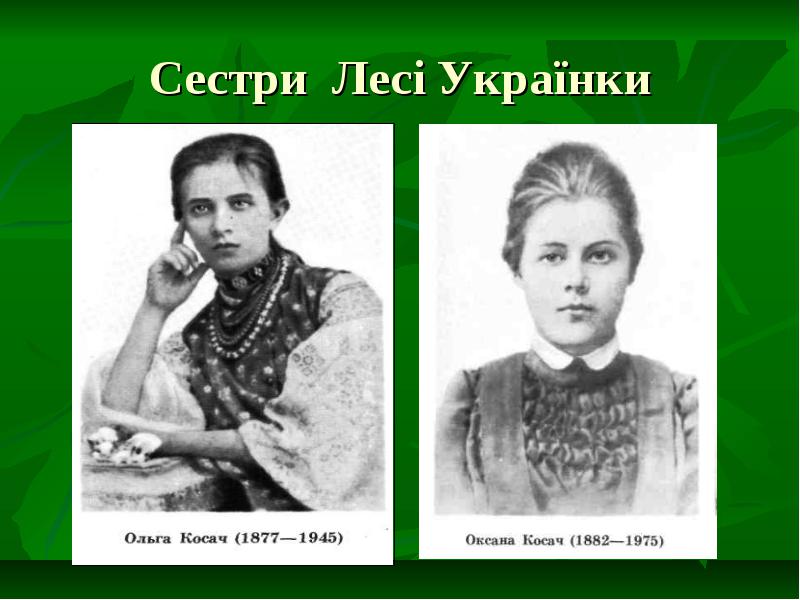 Сестри Лесі Українки
Ольга Косач (1877—1945)
Оксана Косач (1882—1975)